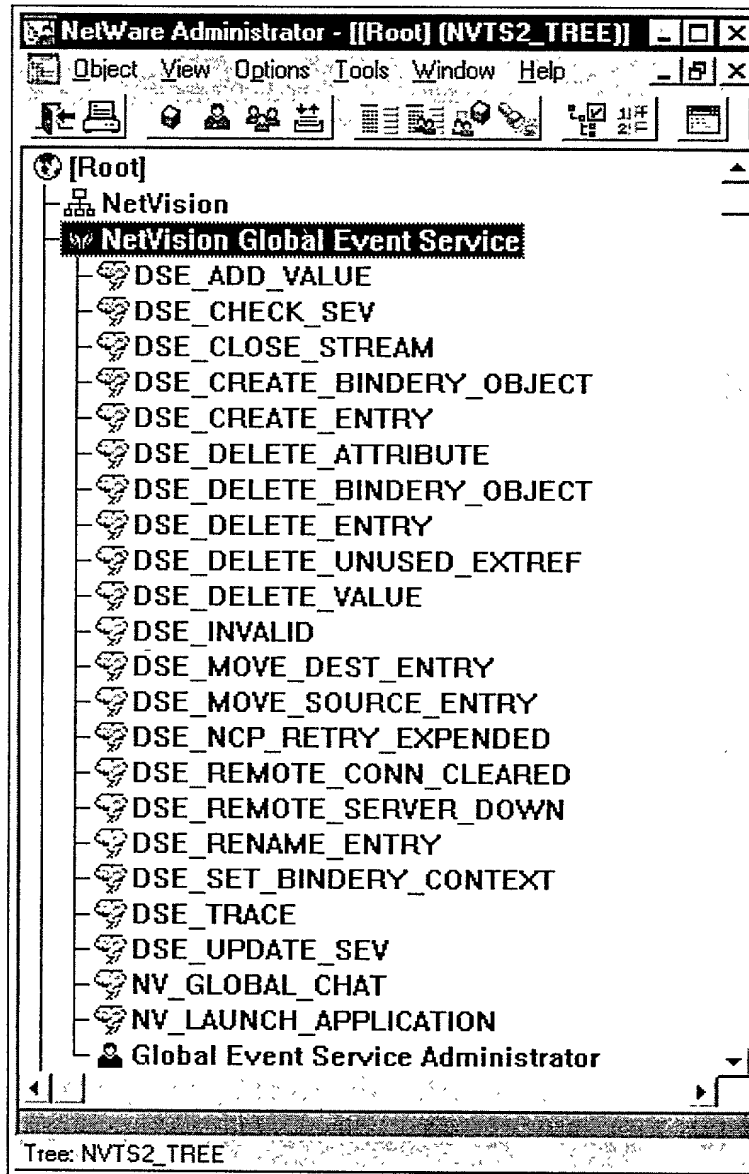 NetWare Administrator - [[Root] (NVTS2_TREE)]
Object View Options Tools Window Help
[Root]
NetVision
NetVision Global Event Service
DSE_ADD_VALUE
DSE_CHECK_SEV
DSE_CLOSE_STREAM
DSE_CREATE_BINDERY_OBJECT
DSE_CREATE_ENTRY
DSE_DELETE_ATTRIBUTE
DSE_DELETE_BINDERY_OBJECT
DSE_DELETE_ENTRY
DSE_DELETE_UNUSED_EXTREF
DSE_DELETE_VALUE
DSE_INVALID
DSE_MOVE_DEST_ENTRY
DSE_MOVE_SOURCE_ENTRY
DSE_NCP_RETRY_EXPENDED
DSE_REMOTE_CONN_CLEARED
DSE_REMOTE_SERVER_DOWN
DSE_RENAME_ENTRY
DSE_SET_BINDERY_CONTEXT
DSE_TRACE
DSE_UPDATE_SEV
NV_GLOBAL_CHAT
NV_LAUNCH_APPLICATION
Global Event Service Administrator
Tree: NVTS2_TREE